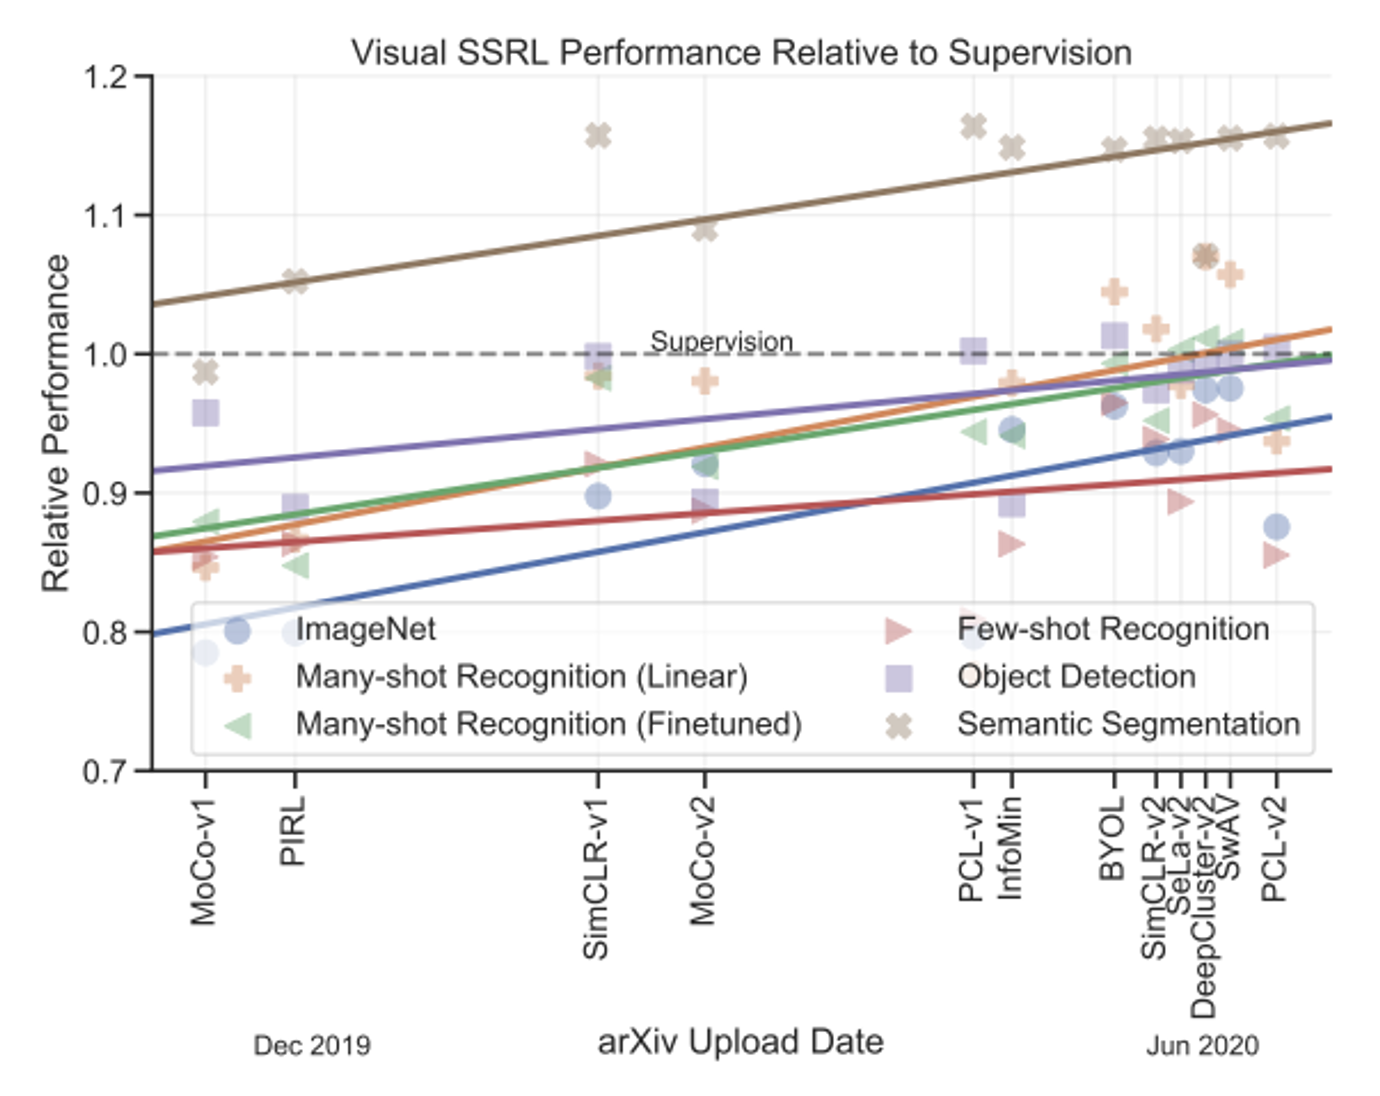 Visual SSRL Performance Relative to Supervision
Relative Performance
1.2
1.1
1.0
0.9
0.8
0.7
Supervision
ImageNet
Many-shot Recognition (Linear)
Many-shot Recognition (Finetuned)
Few-shot Recognition
Object Detection
Semantic Segmentation
MoCo-v1
PIRL
SimCLR-v1
MoCo-v2
PCL-v1
InfoMin
BYOL
SimCLR-v2
SeLa-v2
DeepCluster-v2
SwAV
PCL-v2
Dec 2019
arXiv Upload Date
Jun 2020